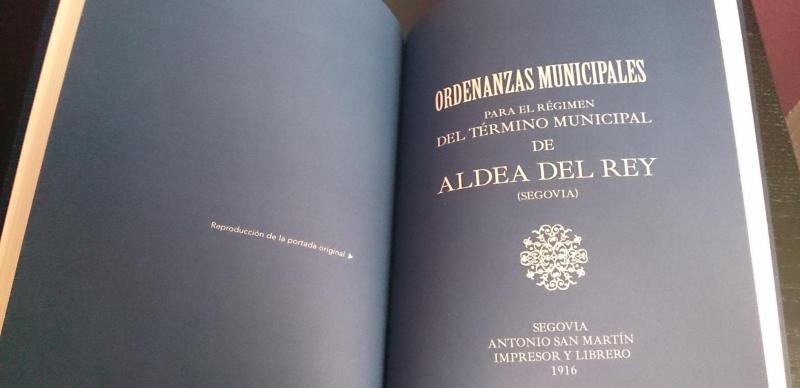 Reproducción de la portada original ▶
ORDENANZAS MUNICIPALES
PARA EL RÉGIMEN
DEL TÉRMINO MUNICIPAL
DE
ALDEA DEL REY
(SEGOVIA)
SEGOVIA
ANTONIO SAN MARTÍN
IMPRESOR Y LIBRERO
1916